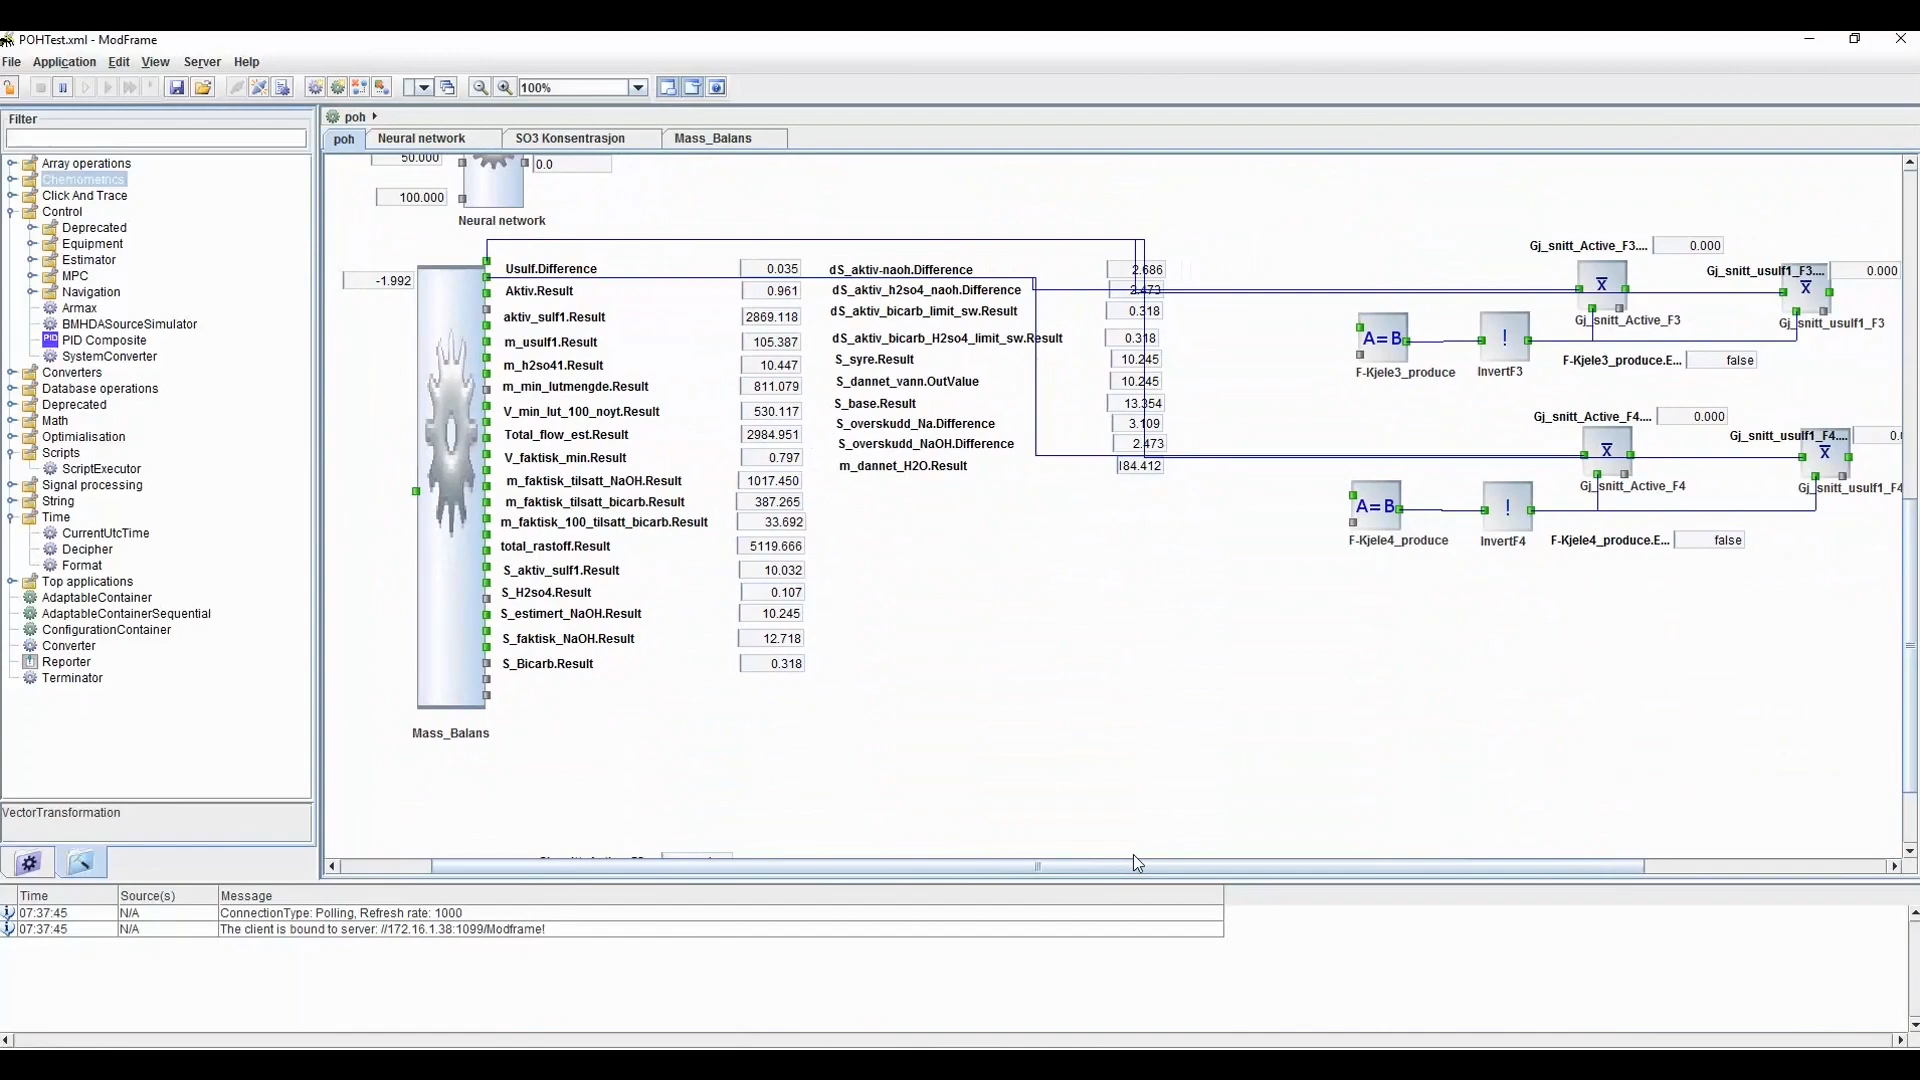 POHTest.xml - ModFrame
File Application Edit View Server Help
100%
Filter
Array operations
Chemometrics
Click And Trace
Control
Deprecated
Equipment
Estimator
MPC
Navigation
Armax
BMHDASourceSimulator
PID PID Composite
SystemConverter
Converters
Database operations
Deprecated
Math
Optimialisation
Scripts
ScriptExecutor
Signal processing
String
Time
CurrentUtcTime
Decipher
Format
Top applications
AdaptableContainer
AdaptableContainerSequential
ConfigurationContainer
Converter
Reporter
Terminator
VectorTransformation
poh
poh Neural network SO3 Konsentrasjon Mass_Balans
50.000 0.0
100.000
Neural network
-1.992
Usulf.Difference 0.035
Aktiv.Result 0.961
aktiv_sulf1.Result 2869.118
m_usulf1.Result 105.387
m_h2so41.Result 10.447
m_min_lutmengde.Result 811.079
V_min_lut_100_noyt.Result 530.117
Total_flow_est.Result 2984.951
V_faktisk_min.Result 0.797
m_faktisk_tilsatt_NaOH.Result 1017.450
m_faktisk_tilsatt_bicarb.Result 387.265
m_faktisk_100_tilsatt_bicarb.Result 33.692
total_rastoff.Result 5119.666
S_aktiv_sulf1.Result 10.032
S_H2so4.Result 0.107
S_estimert_NaOH.Result 10.245
S_faktisk_NaOH.Result 12.718
S_Bicarb.Result 0.318
Mass_Balans
dS_aktiv-naoh.Difference 2.686
dS_aktiv_h2so4_naoh.Difference 2.473
dS_aktiv_bicarb_limit_sw.Result 0.318
dS_aktiv_bicarb_H2so4_limit_sw.Result 0.318
S_syre.Result 10.245
S_dannet_vann.OutValue 10.245
S_base.Result 13.354
S_overskudd_Na.Difference 3.109
S_overskudd_NaOH.Difference 2.473
m_dannet_H2O.Result 84.412
Gj_snitt_Active_F3.... 0.000
Gj_snitt_usulf1_F3.... 0.000
x
x
Gj_snitt_Active_F3
Gj_snitt_usulf1_F3
A=B !
F-Kjele3_produce InvertF3
F-Kjele3_produce.E... false
Gj_snitt_Active_F4.... 0.000
Gj_snitt_usulf1_F4.... 0.
x
x
Gj_snitt_Active_F4
Gj_snitt_usulf1_F4
A=B !
F-Kjele4_produce InvertF4
F-Kjele4_produce.E... false
Time Source(s) Message
07:37:45 N/A ConnectionType: Polling, Refresh rate: 1000
07:37:45 N/A The client is bound to server: //172.16.1.38:1099/Modframe!